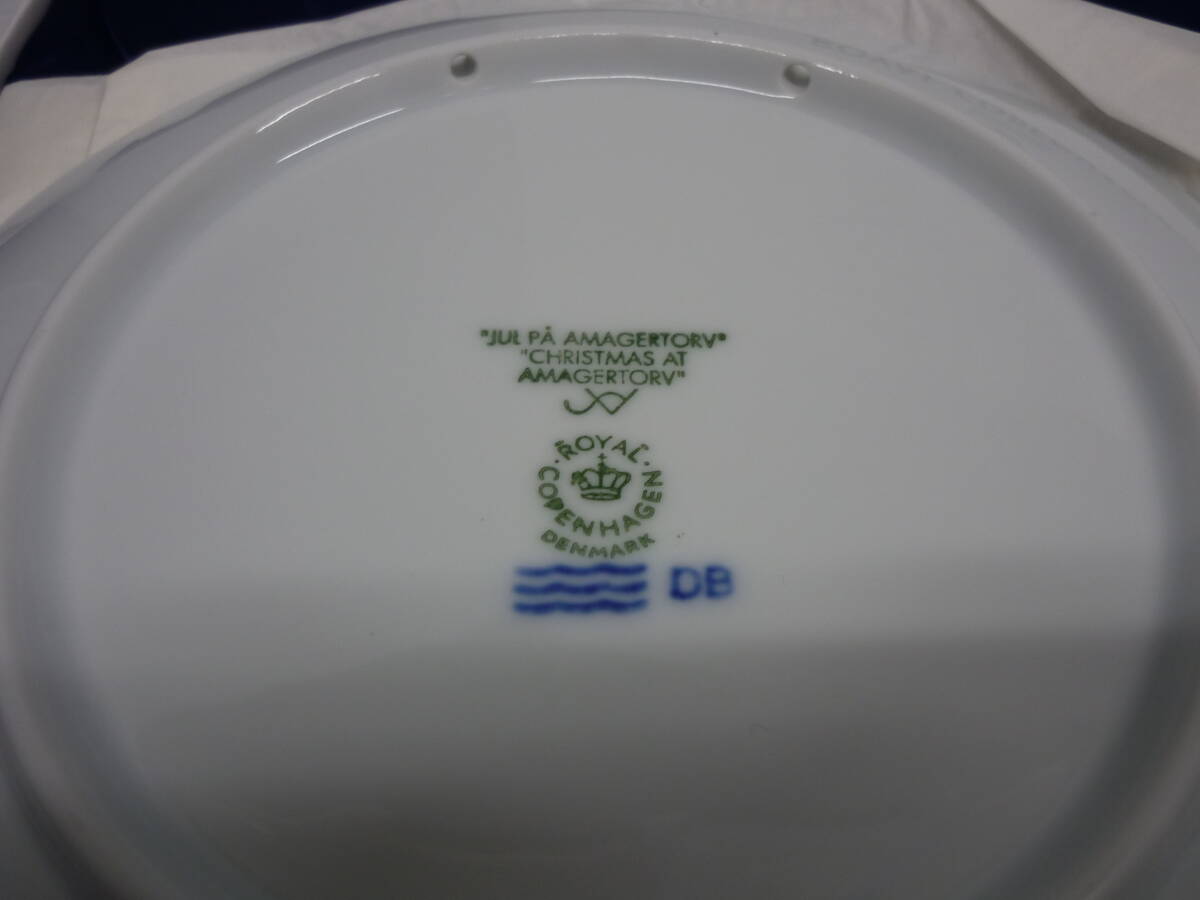 "JUL PÅ AMAGERTORV"
"CHRISTMAS AT
AMAGERTORV"
ROYAL
COPENHAGEN
DENMARK
DB